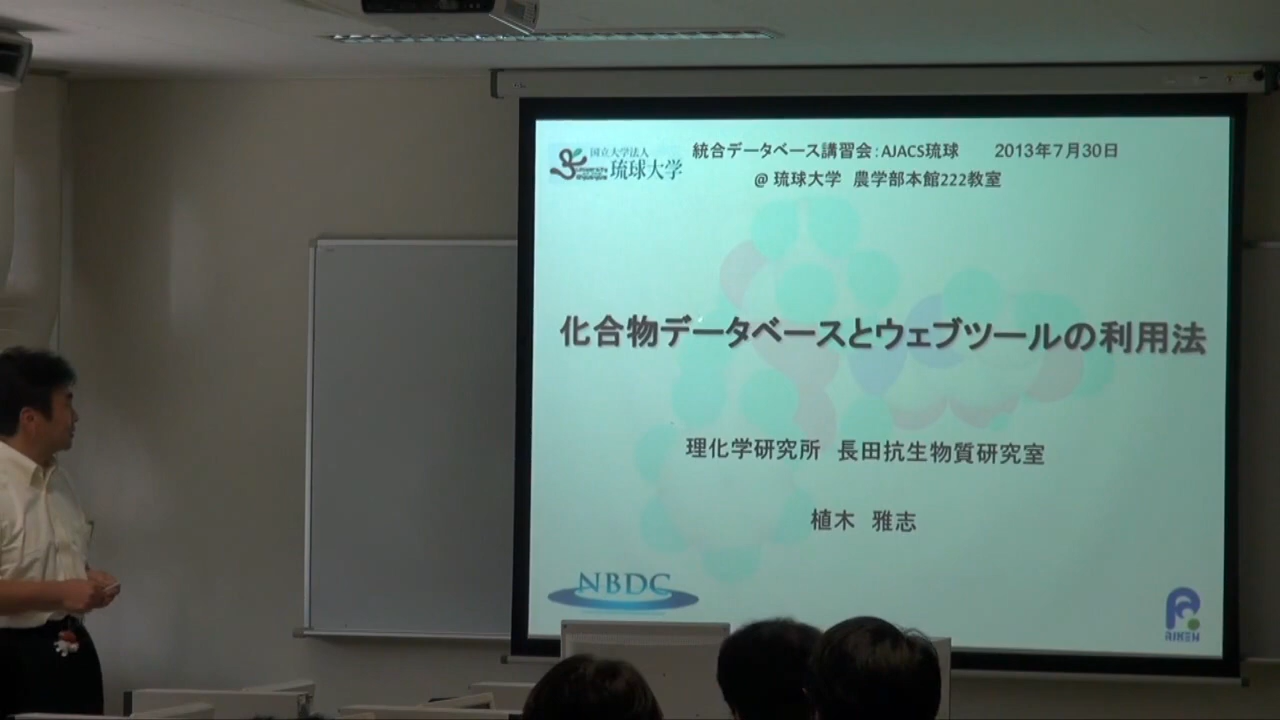 国立大学法人
琉球大学
統合データベース講習会：AJACS琉球　2013年７月30日
@ 琉球大学　農学部本館222教室
化合物データベースとウェブツールの利用法
理化学研究所　長田抗生物質研究室
植木　雅志
NBDC
RIKEN